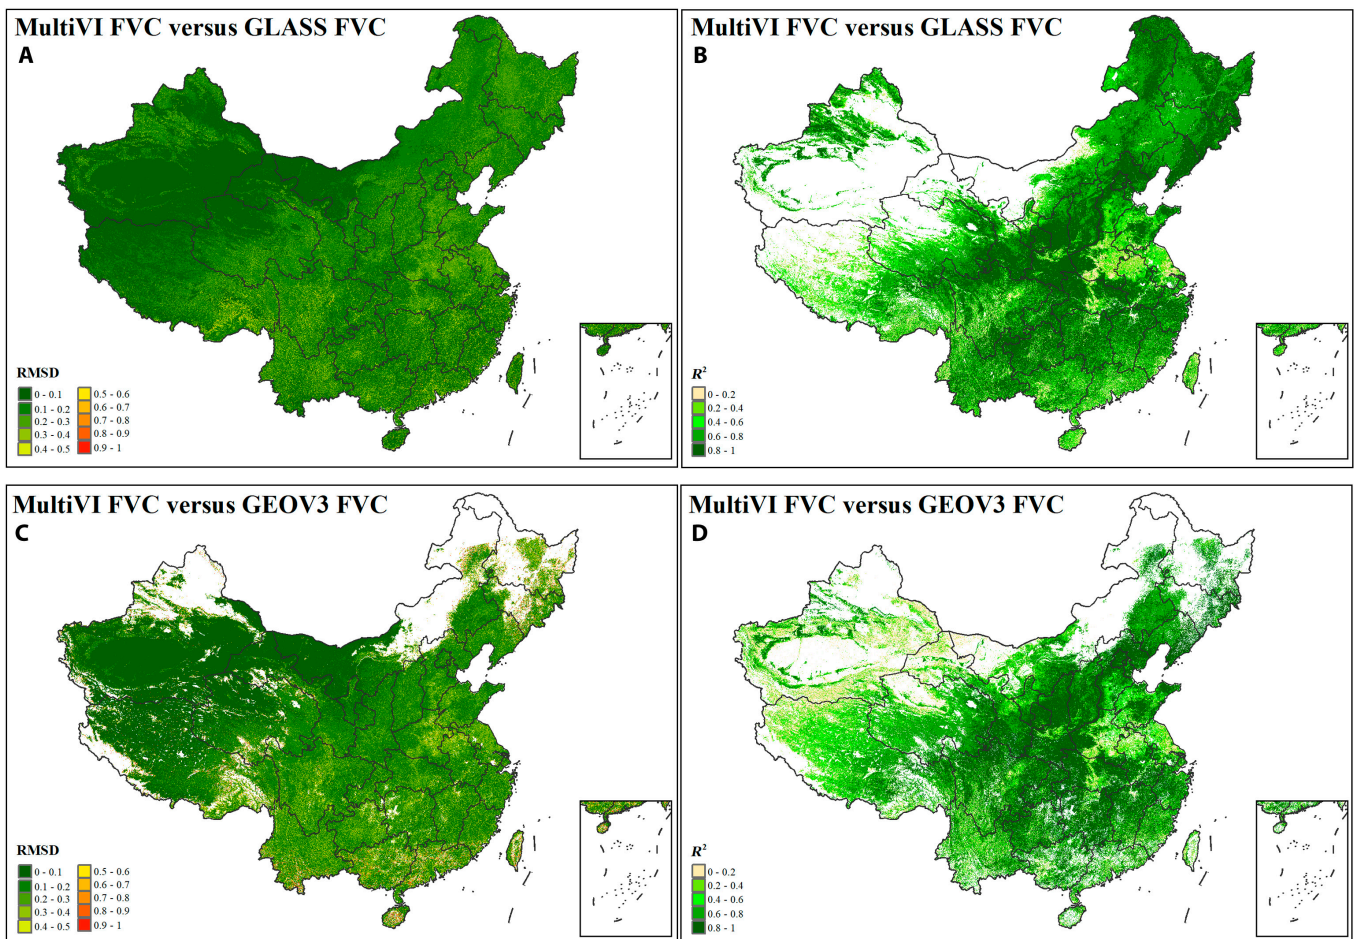 MultiVI FVC versus GLASS FVC
A
RMSD
0 - 0.1
0.1 - 0.2
0.2 - 0.3
0.3 - 0.4
0.4 - 0.5
0.5 - 0.6
0.6 - 0.7
0.7 - 0.8
0.8 - 0.9
0.9 - 1
MultiVI FVC versus GLASS FVC
B
R²
0 - 0.2
0.2 - 0.4
0.4 - 0.6
0.6 - 0.8
0.8 - 1
MultiVI FVC versus GEOV3 FVC
C
RMSD
0 - 0.1
0.1 - 0.2
0.2 - 0.3
0.3 - 0.4
0.4 - 0.5
0.5 - 0.6
0.6 - 0.7
0.7 - 0.8
0.8 - 0.9
0.9 - 1
MultiVI FVC versus GEOV3 FVC
D
R²
0 - 0.2
0.2 - 0.4
0.4 - 0.6
0.6 - 0.8
0.8 - 1